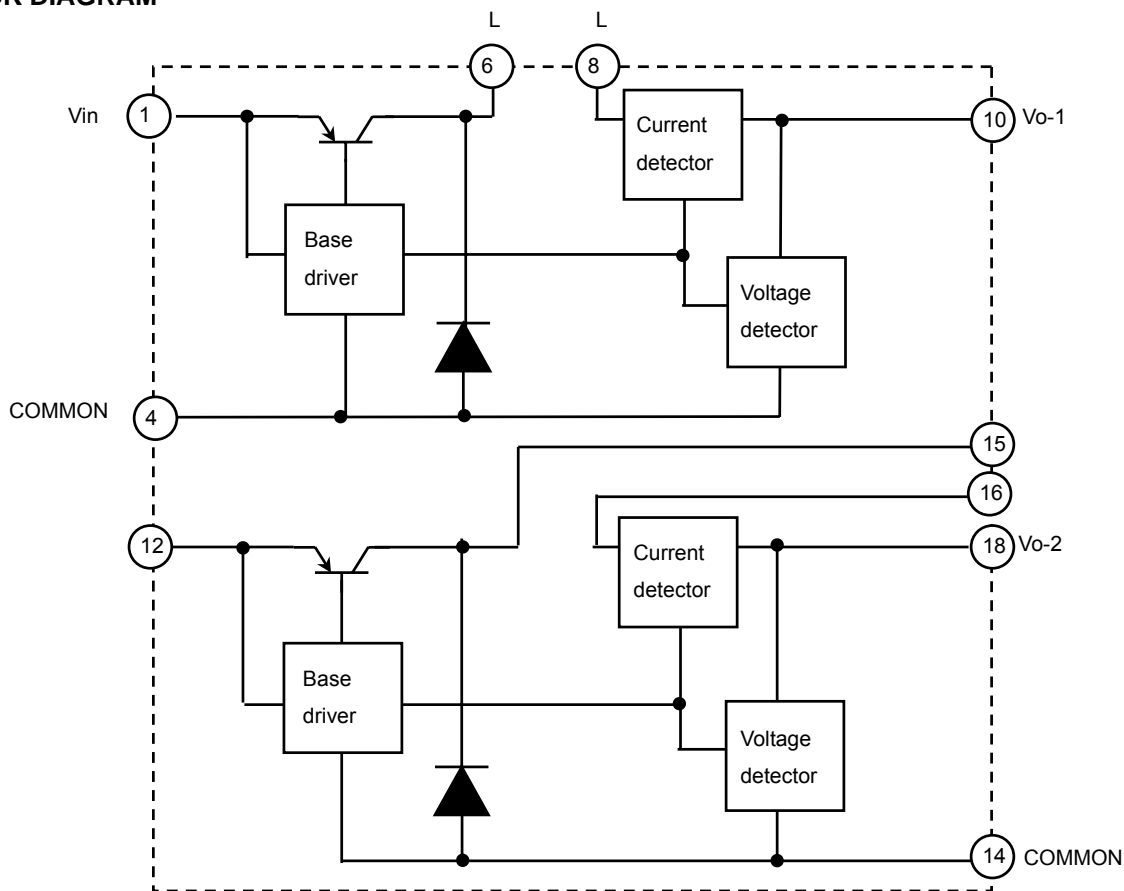 DIAGRAM
L L
6 8
Vin 1
Current
detector
10 Vo-1
Base
driver
Voltage
detector
COMMON 4
15
16
12
Current
detector
18 Vo-2
Base
driver
Voltage
detector
14 COMMON